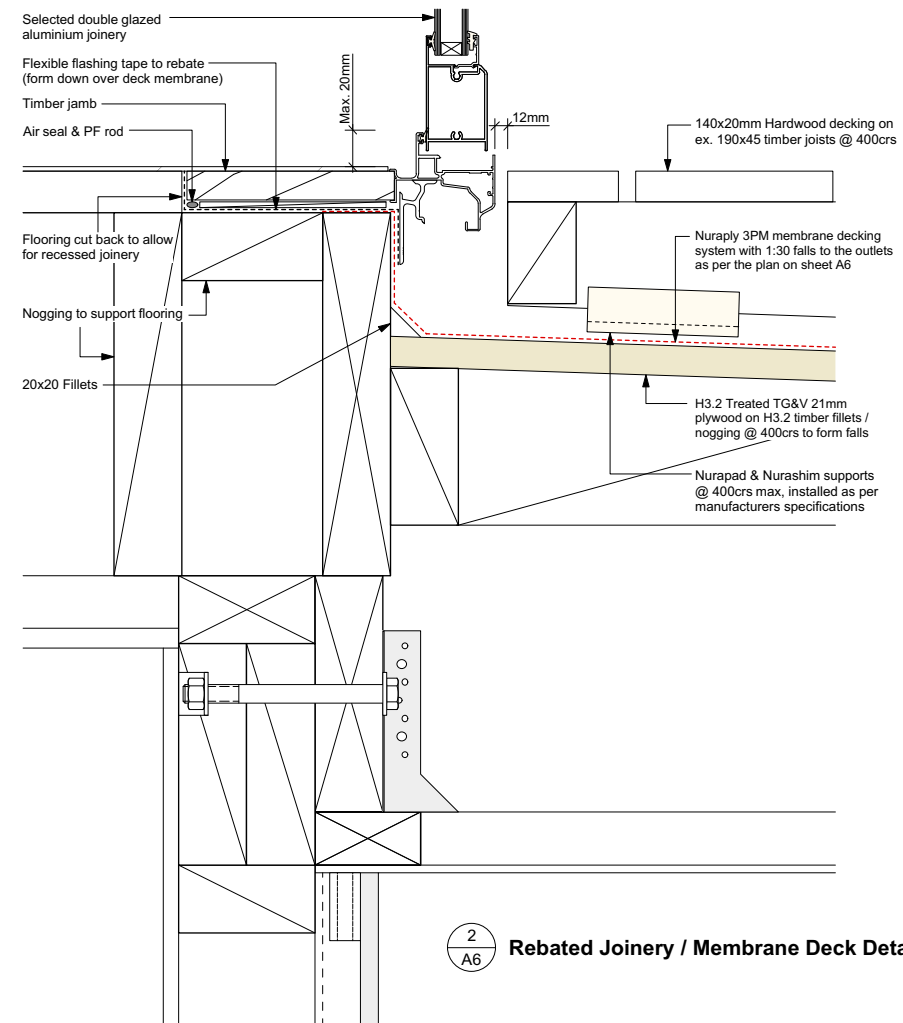 Selected double glazed
aluminium joinery
Flexible flashing tape to rebate
(form down over deck membrane)
Timber jamb
Air seal & PF rod
Max. 20mm
12mm
140x20mm Hardwood decking on
ex. 190x45 timber joists @ 400crs
Flooring cut back to allow
for recessed joinery
Nuraply 3PM membrane decking
system with 1:30 falls to the outlets
as per the plan on sheet A6
Nogging to support flooring
20x20 Fillets
H3.2 Treated TG&V 21mm
plywood on H3.2 timber fillets /
nogging @ 400crs to form falls
Nurapad & Nurashim supports
@ 400crs max, installed as per
manufacturers specifications
2
A6
Rebated Joinery / Membrane Deck Deta